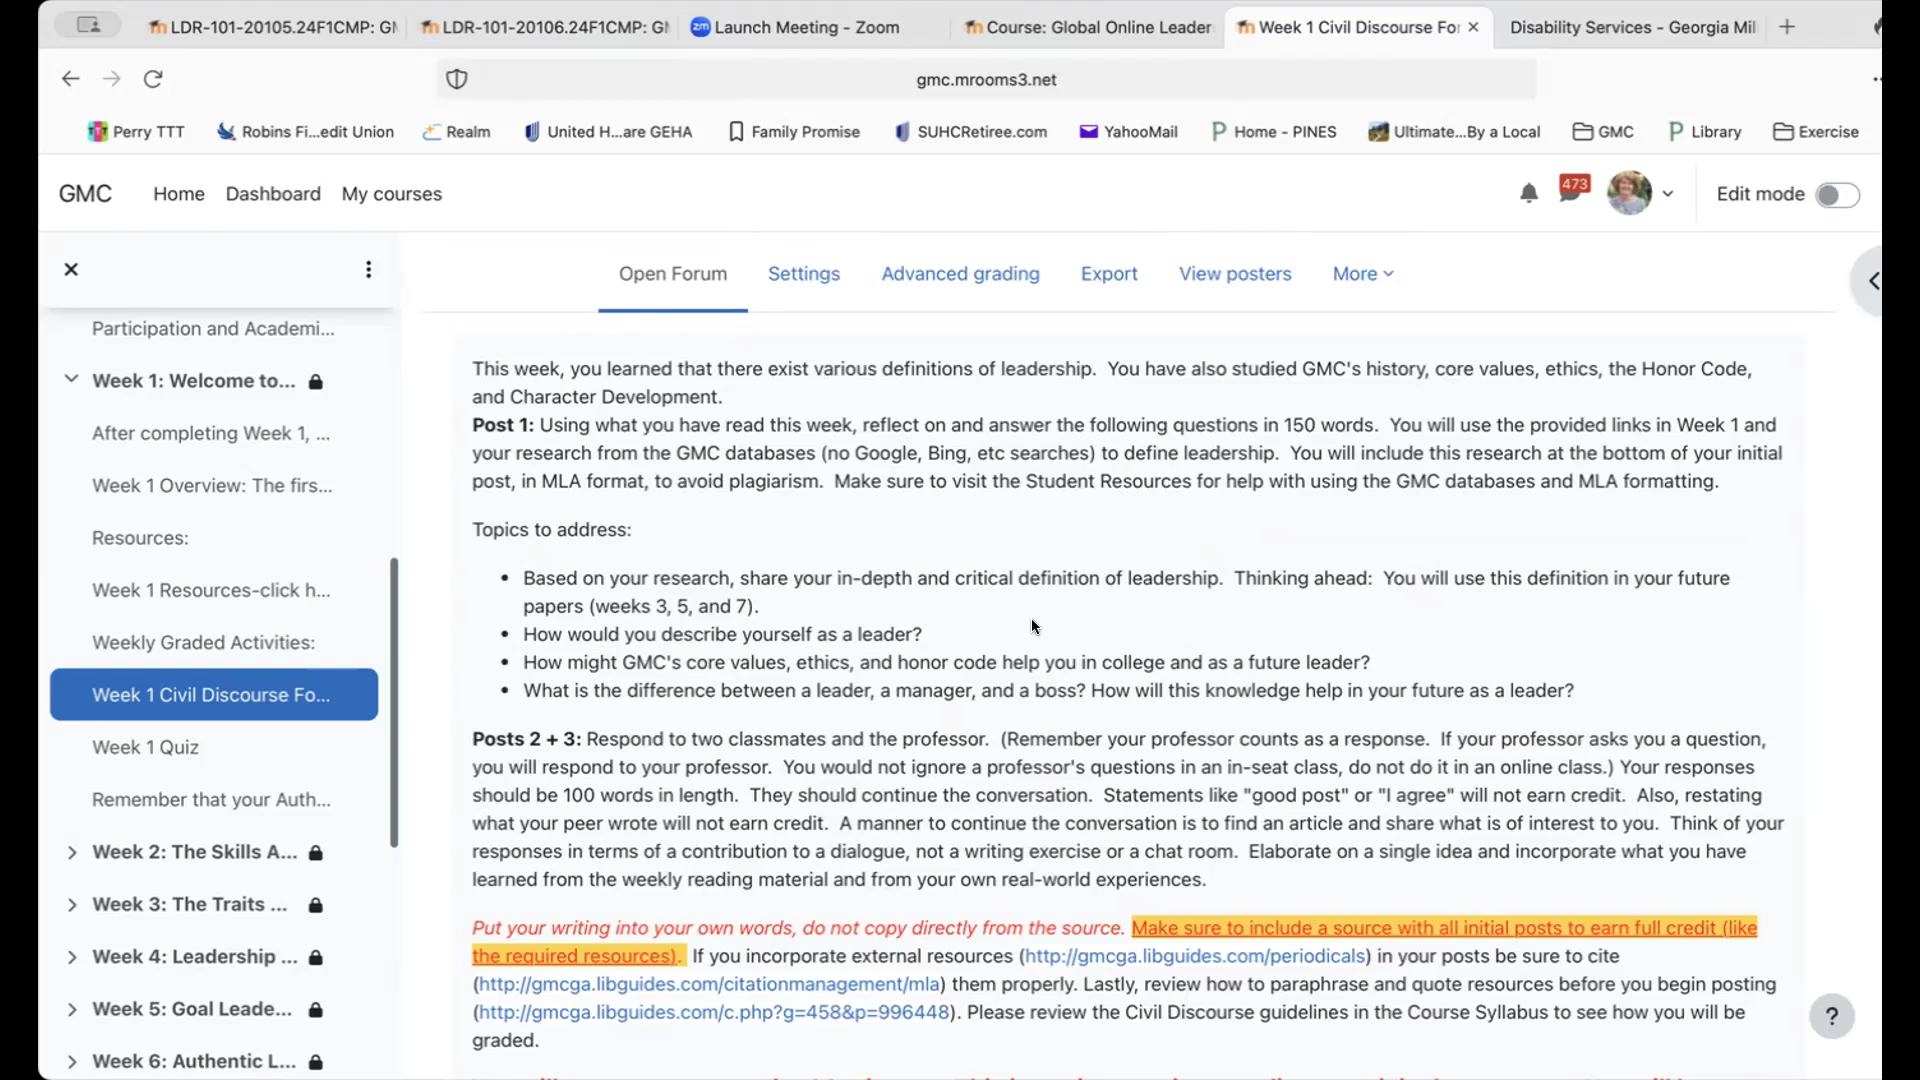 LDR-101-20105.24F1CMP: GM
LDR-101-20106.24F1CMP: GM
zm Launch Meeting - Zoom
Course: Global Online Leader
Week 1 Civil Discourse For
Disability Services - Georgia Mil
gmc.mrooms3.net
TTT Perry TTT
Robins Fi...edit Union
Realm
United H...are GEHA
Family Promise
SUHCRetiree.com
YahooMail
Home - PINES
Ultimate...By a Local
GMC
Library
Exercise
GMC
Home
Dashboard
My courses
473
Edit mode
Open Forum
Settings
Advanced grading
Export
View posters
More
Participation and Academi...
Week 1: Welcome to...
After completing Week 1, ...
Week 1 Overview: The firs...
Resources:
Week 1 Resources-click h...
Weekly Graded Activities:
Week 1 Civil Discourse Fo...
Week 1 Quiz
Remember that your Auth...
Week 2: The Skills A...
Week 3: The Traits ...
Week 4: Leadership ...
Week 5: Goal Leade...
Week 6: Authentic L...
This week, you learned that there exist various definitions of leadership. You have also studied GMC's history, core values, ethics, the Honor Code,
and Character Development.
Post 1: Using what you have read this week, reflect on and answer the following questions in 150 words. You will use the provided links in Week 1 and
your research from the GMC databases (no Google, Bing, etc searches) to define leadership. You will include this research at the bottom of your initial
post, in MLA format, to avoid plagiarism. Make sure to visit the Student Resources for help with using the GMC databases and MLA formatting.
Topics to address:
• Based on your research, share your in-depth and critical definition of leadership. Thinking ahead: You will use this definition in your future
papers (weeks 3, 5, and 7).
• How would you describe yourself as a leader?
• How might GMC's core values, ethics, and honor code help you in college and as a future leader?
• What is the difference between a leader, a manager, and a boss? How will this knowledge help in your future as a leader?
Posts 2 + 3: Respond to two classmates and the professor. (Remember your professor counts as a response. If your professor asks you a question,
you will respond to your professor. You would not ignore a professor's questions in an in-seat class, do not do it in an online class.) Your responses
should be 100 words in length. They should continue the conversation. Statements like "good post" or "I agree" will not earn credit. Also, restating
what your peer wrote will not earn credit. A manner to continue the conversation is to find an article and share what is of interest to you. Think of your
responses in terms of a contribution to a dialogue, not a writing exercise or a chat room. Elaborate on a single idea and incorporate what you have
learned from the weekly reading material and from your own real-world experiences.
Put your writing into your own words, do not copy directly from the source. Make sure to include a source with all initial posts to earn full credit (like
the required resources). If you incorporate external resources (http://gmcga.libguides.com/periodicals) in your posts be sure to cite
(http://gmcga.libguides.com/citationmanagement/mla) them properly. Lastly, review how to paraphrase and quote resources before you begin posting
(http://gmcga.libguides.com/c.php?g=458&p=996448). Please review the Civil Discourse guidelines in the Course Syllabus to see how you will be
graded.
?